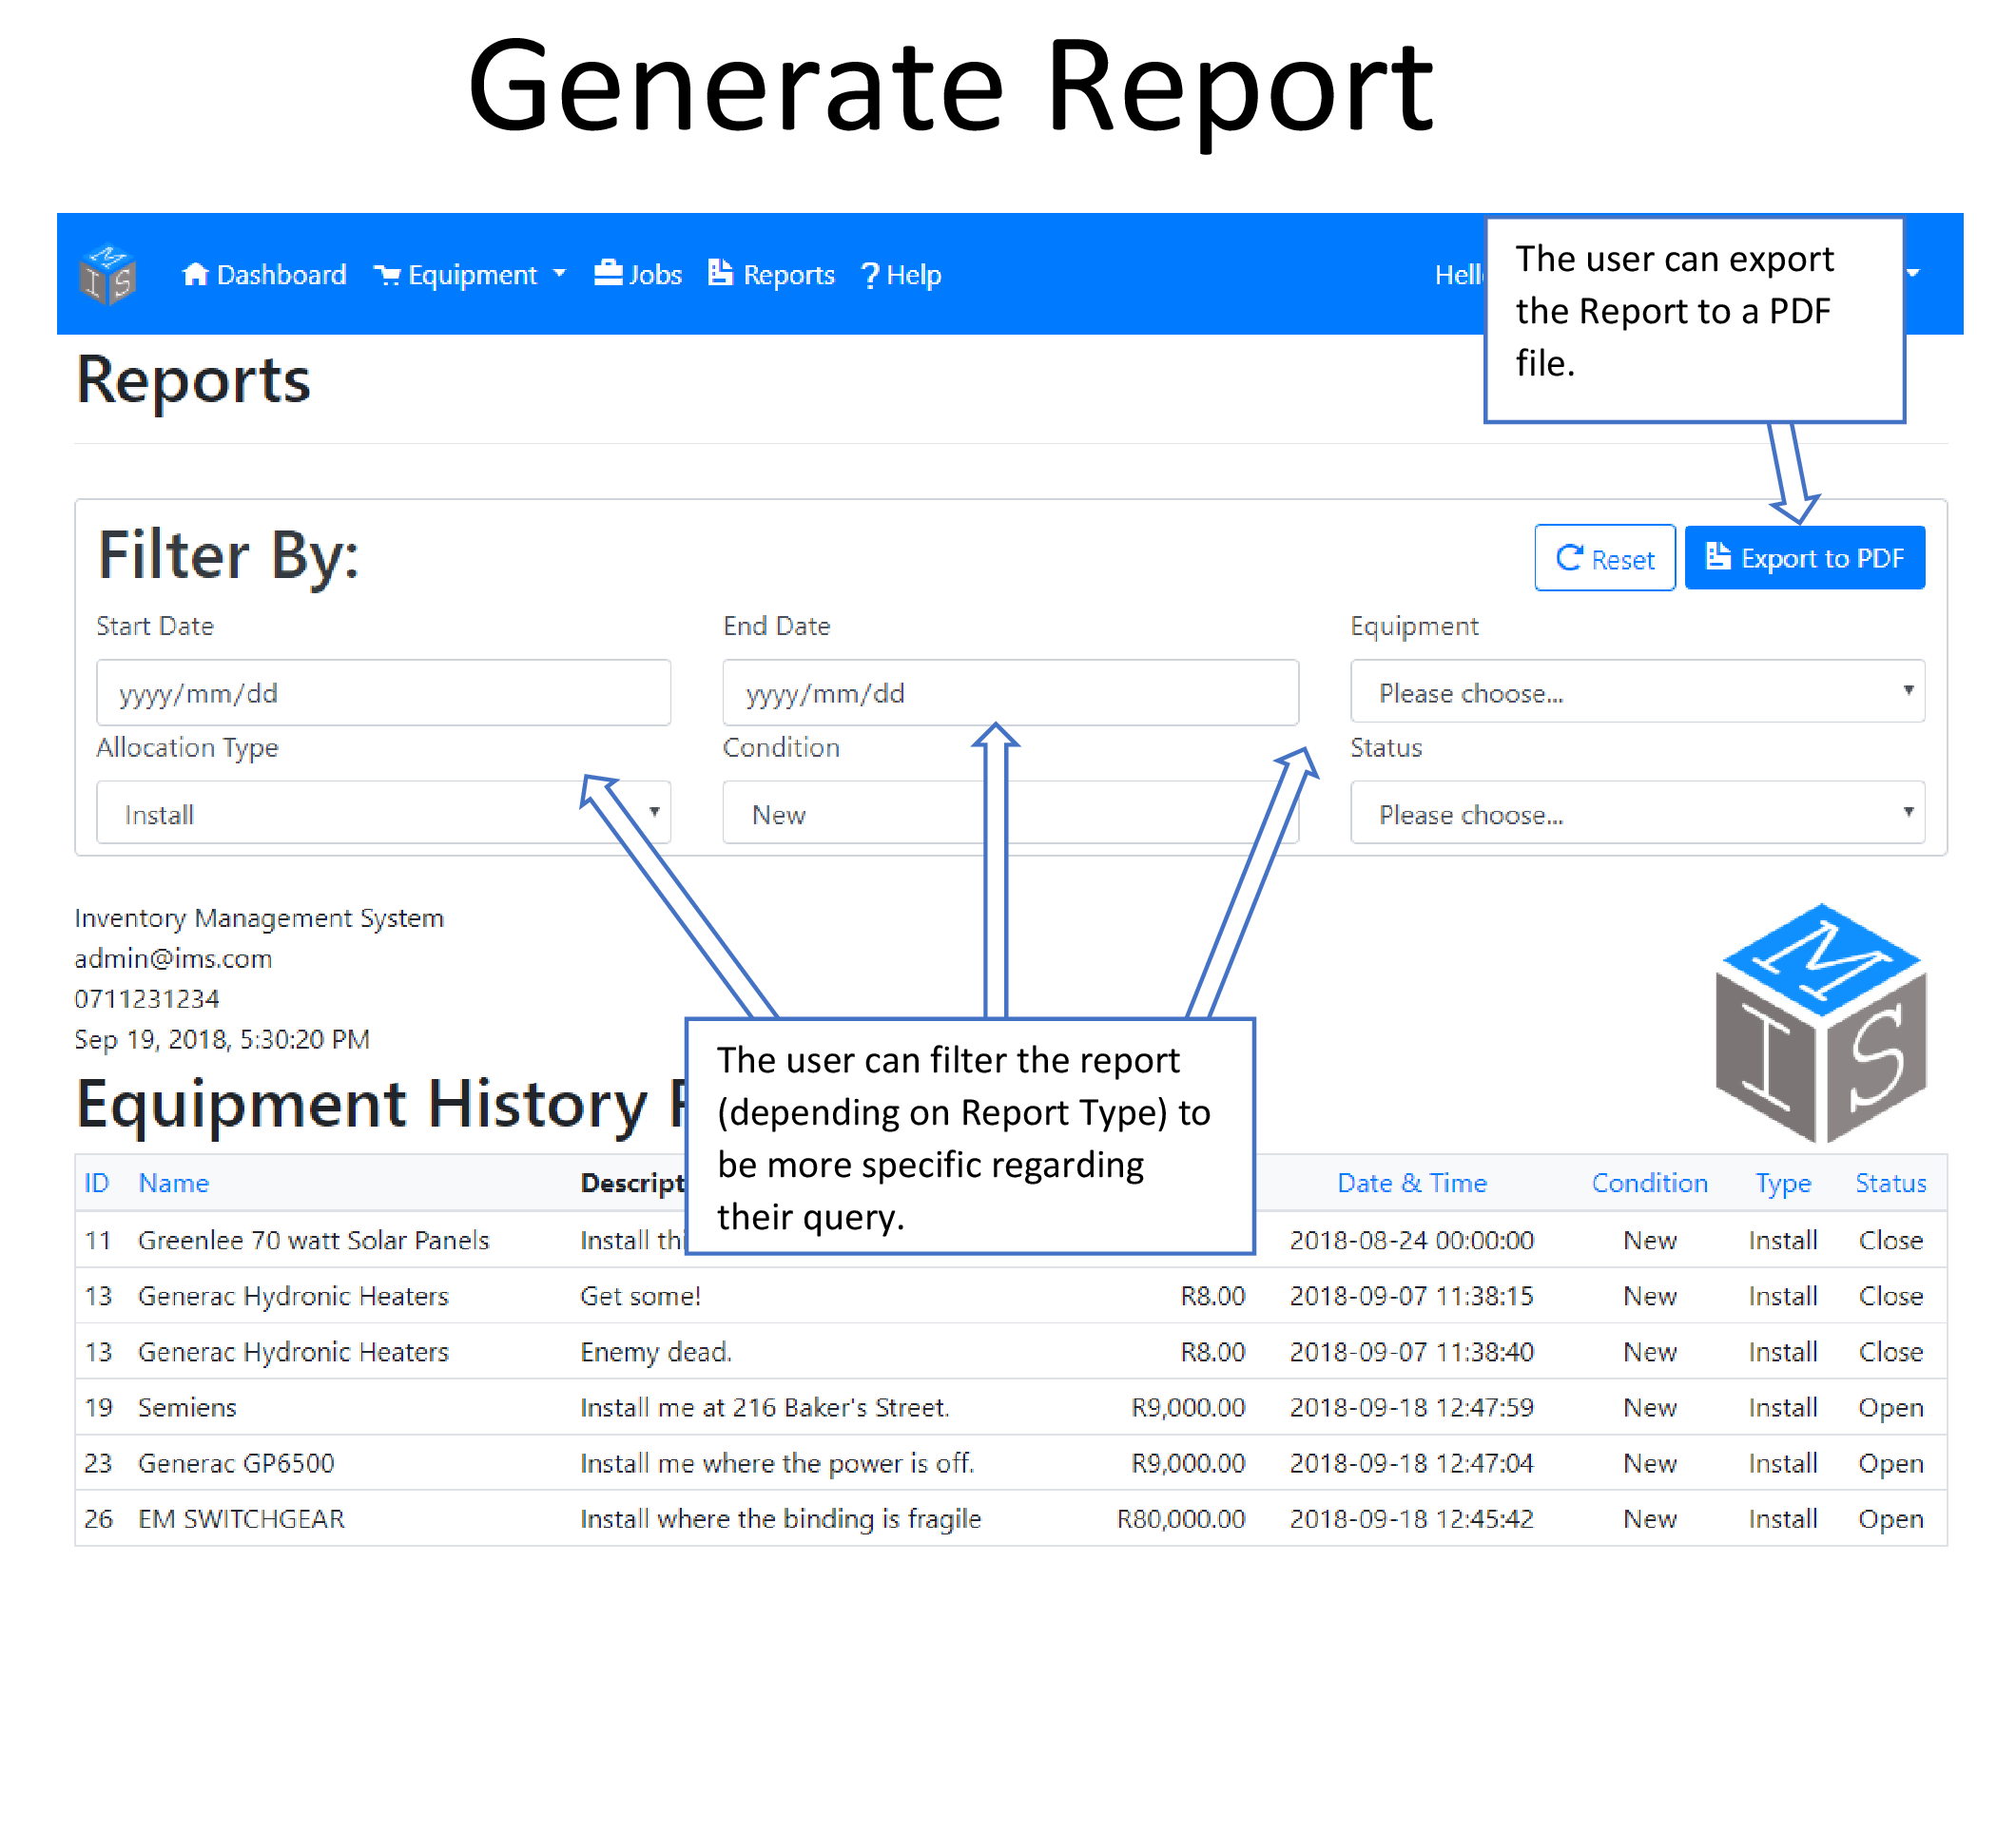 Generate Report
Dashboard Equipment Jobs Reports Help
The user can export
the Report to a PDF
file.
Reports
Filter By:
Reset Export to PDF
Start Date End Date Equipment
yyyy/mm/dd yyyy/mm/dd Please choose...
Allocation Type Condition Status
Install New Please choose...
Inventory Management System
admin@ims.com
0711231234
Sep 19, 2018, 5:30:20 PM
M
I S
Equipment History
The user can filter the report
(depending on Report Type) to
be more specific regarding
their query.
ID Name Date & Time Condition Type Status
11 Greenlee 70 watt Solar Panels Install 2018-08-24 00:00:00 New Install Close
13 Generac Hydronic Heaters Get some! R8.00 2018-09-07 11:38:15 New Install Close
13 Generac Hydronic Heaters Enemy dead. R8.00 2018-09-07 11:38:40 New Install Close
19 Semiens Install me at 216 Baker's Street. R9,000.00 2018-09-18 12:47:59 New Install Open
23 Generac GP6500 Install me where the power is off. R9,000.00 2018-09-18 12:47:04 New Install Open
26 EM SWITCHGEAR Install where the binding is fragile R80,000.00 2018-09-18 12:45:42 New Install Open